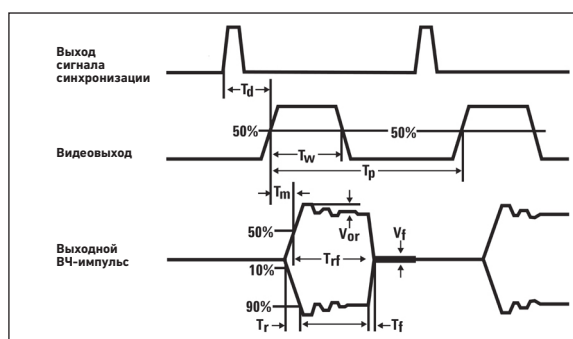 Выход
сигнала
синхронизации
Td
50%
50%
Видеовыход
Tw
Tp
Tm
50%
Vor
Vf
Выходной
ВЧ-импульс
Trf
10%
90%
Tr
Tf